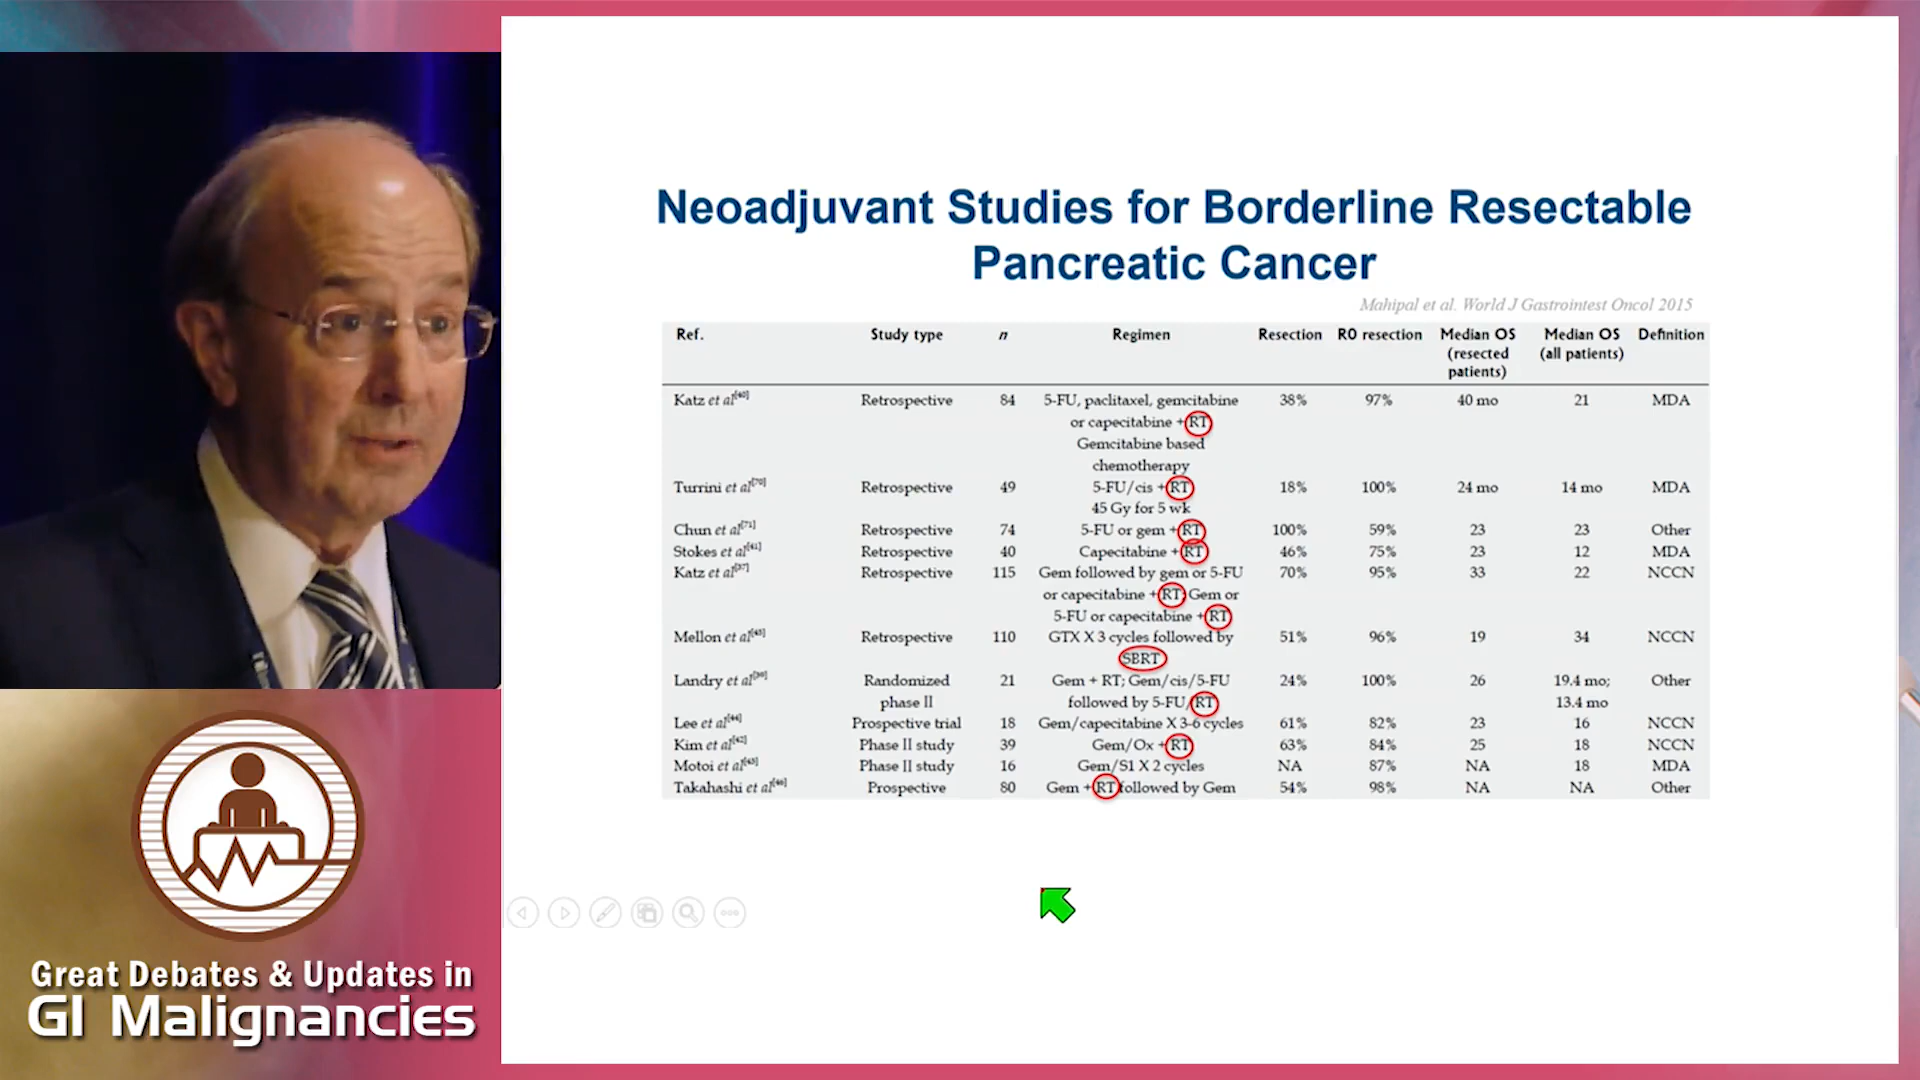 Neoadjuvant Studies for Borderline Resectable
Pancreatic Cancer
Mahipal et al. World J Gastrointest Oncol 2015
Ref. Study type n Regimen Resection R0 resection Median OS (resected patients) Median OS (all patients) Definition
Katz et al[40] Retrospective 84 5-FU, paclitaxel, gemcitabine 38% 97% 40 mo 21 MDA
or capecitabine + RT
Gemcitabine based
chemotherapy
Turrini et al[70] Retrospective 49 5-FU/cis + RT 18% 100% 24 mo 14 mo MDA
45 Gy for 5 wk
Chun et al[71] Retrospective 74 5-FU or gem + RT 100% 59% 23 23 Other
Stokes et al[41] Retrospective 40 Capecitabine + RT 46% 75% 23 12 MDA
Katz et al[37] Retrospective 115 Gem followed by gem or 5-FU 70% 95% 33 22 NCCN
or capecitabine + RT; Gem or
5-FU or capecitabine + RT
Mellon et al Retrospective 110 GTX X 3 cycles followed by 51% 96% 19 34 NCCN
SBRT
Landry et al Randomized 21 Gem + RT; Gem/cis/5-FU 24% 100% 26 19.4 mo; Other
phase II followed by 5-FU/RT 13.4 mo
Lee et al[44] Prospective trial 18 Gem/capecitabine X 3-6 cycles 61% 82% 23 16 NCCN
Kim et al[42] Phase II study 39 Gem/Ox + RT 63% 84% 25 18 NCCN
Motoi et al Phase II study 16 Gem/S1 X 2 cycles NA 87% NA 18 MDA
Takahashi et al[46] Prospective 80 Gem + RT followed by Gem 54% 98% NA NA Other
Great Debates & Updates in
GI Malignancies